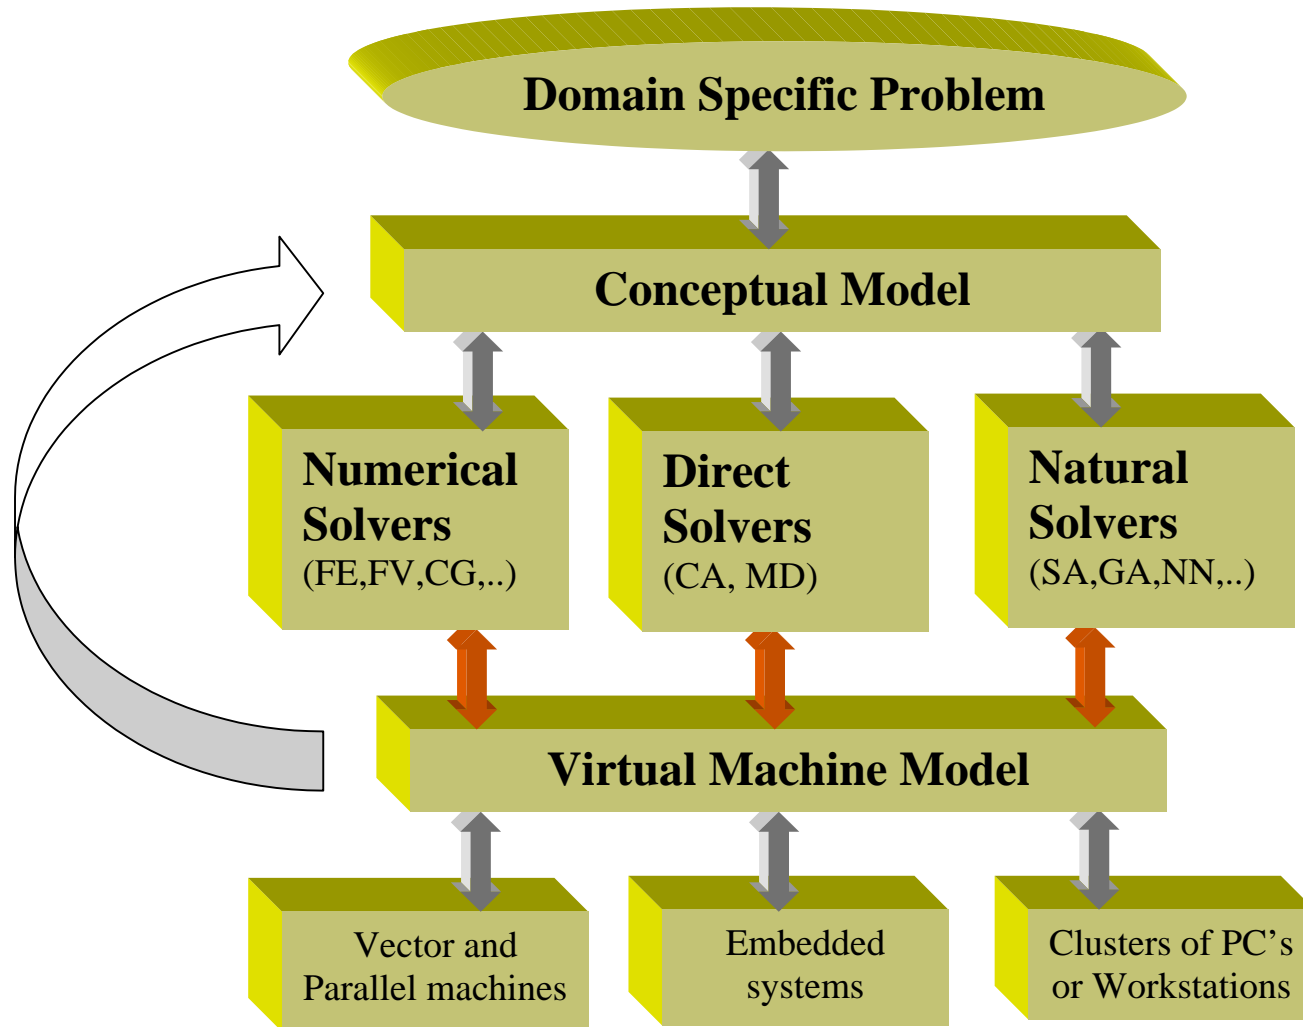 Domain Specific Problem
Conceptual Model
Numerical
Solvers
(FE,FV,CG,..)
Direct
Solvers
(CA, MD)
Natural
Solvers
(SA,GA,NN,..)
Virtual Machine Model
Vector and
Parallel machines
Embedded
systems
Clusters of PC’s
or Workstations